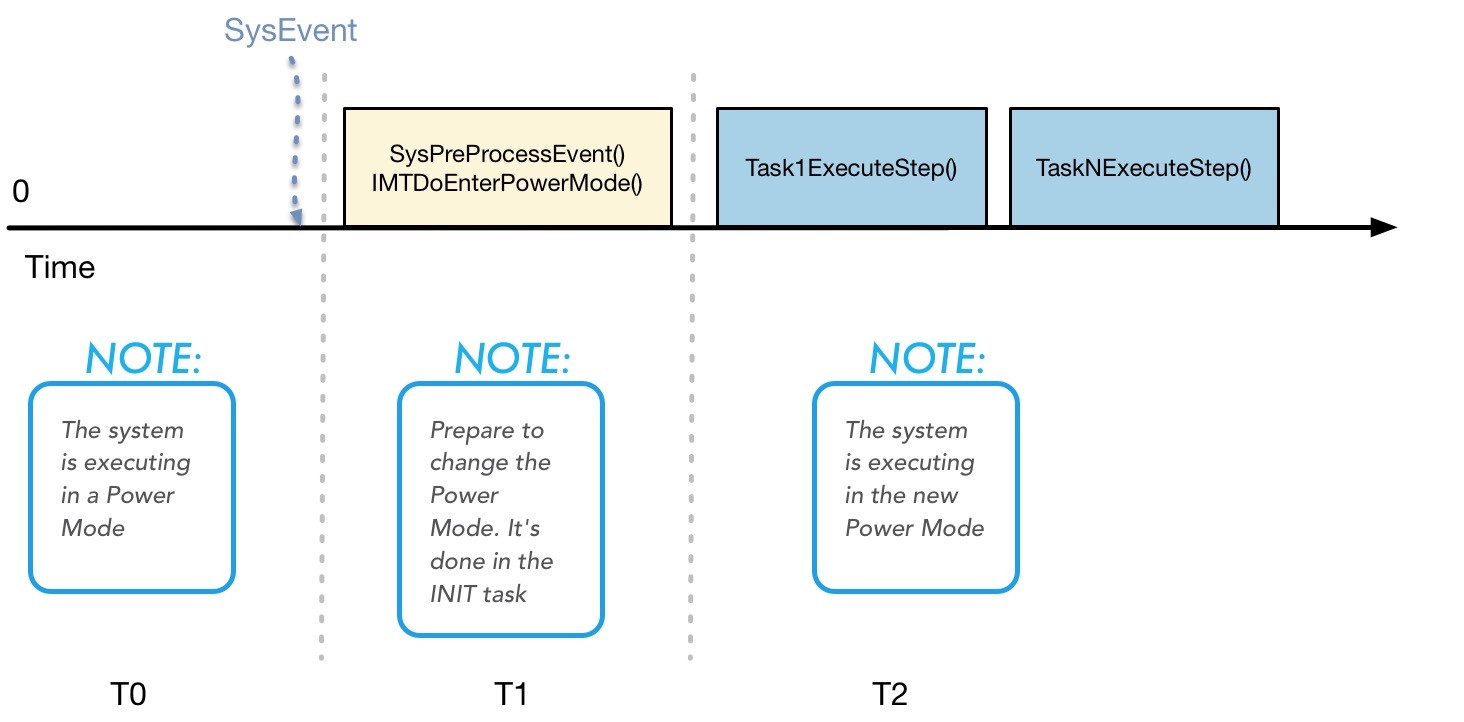 SysEvent
SysPreProcessEvent()
IMTDoEnterPowerMode()
Task1ExecuteStep()
TaskNExecuteStep()
0
Time
NOTE:
The system
is executing
in a Power
Mode
NOTE:
Prepare to
change the
Power
Mode. It's
done in the
INIT task
NOTE:
The system
is executing
in the new
Power Mode
T0
T1
T2